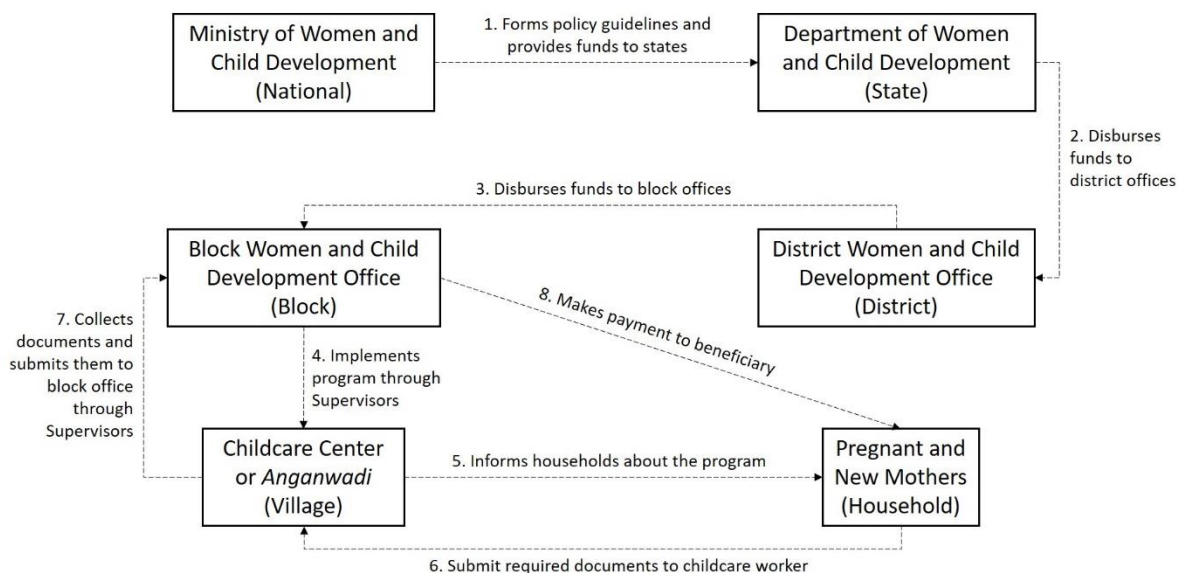 Ministry of Women and
Child Development
(National)
1. Forms policy guidelines and
provides funds to states
Department of Women
and Child Development
(State)
2. Disburses
funds to
district offices
3. Disburses funds to block offices
Block Women and Child
Development Office
(Block)
District Women and Child
Development Office
(District)
7. Collects
documents and
submits them to
block office
through
Supervisors
4. Implements
program through
Supervisors
8. Makes payment to beneficiary
Childcare Center
or Anganwadi
(Village)
5. Informs households about the program
Pregnant and
New Mothers
(Household)
6. Submit required documents to childcare worker